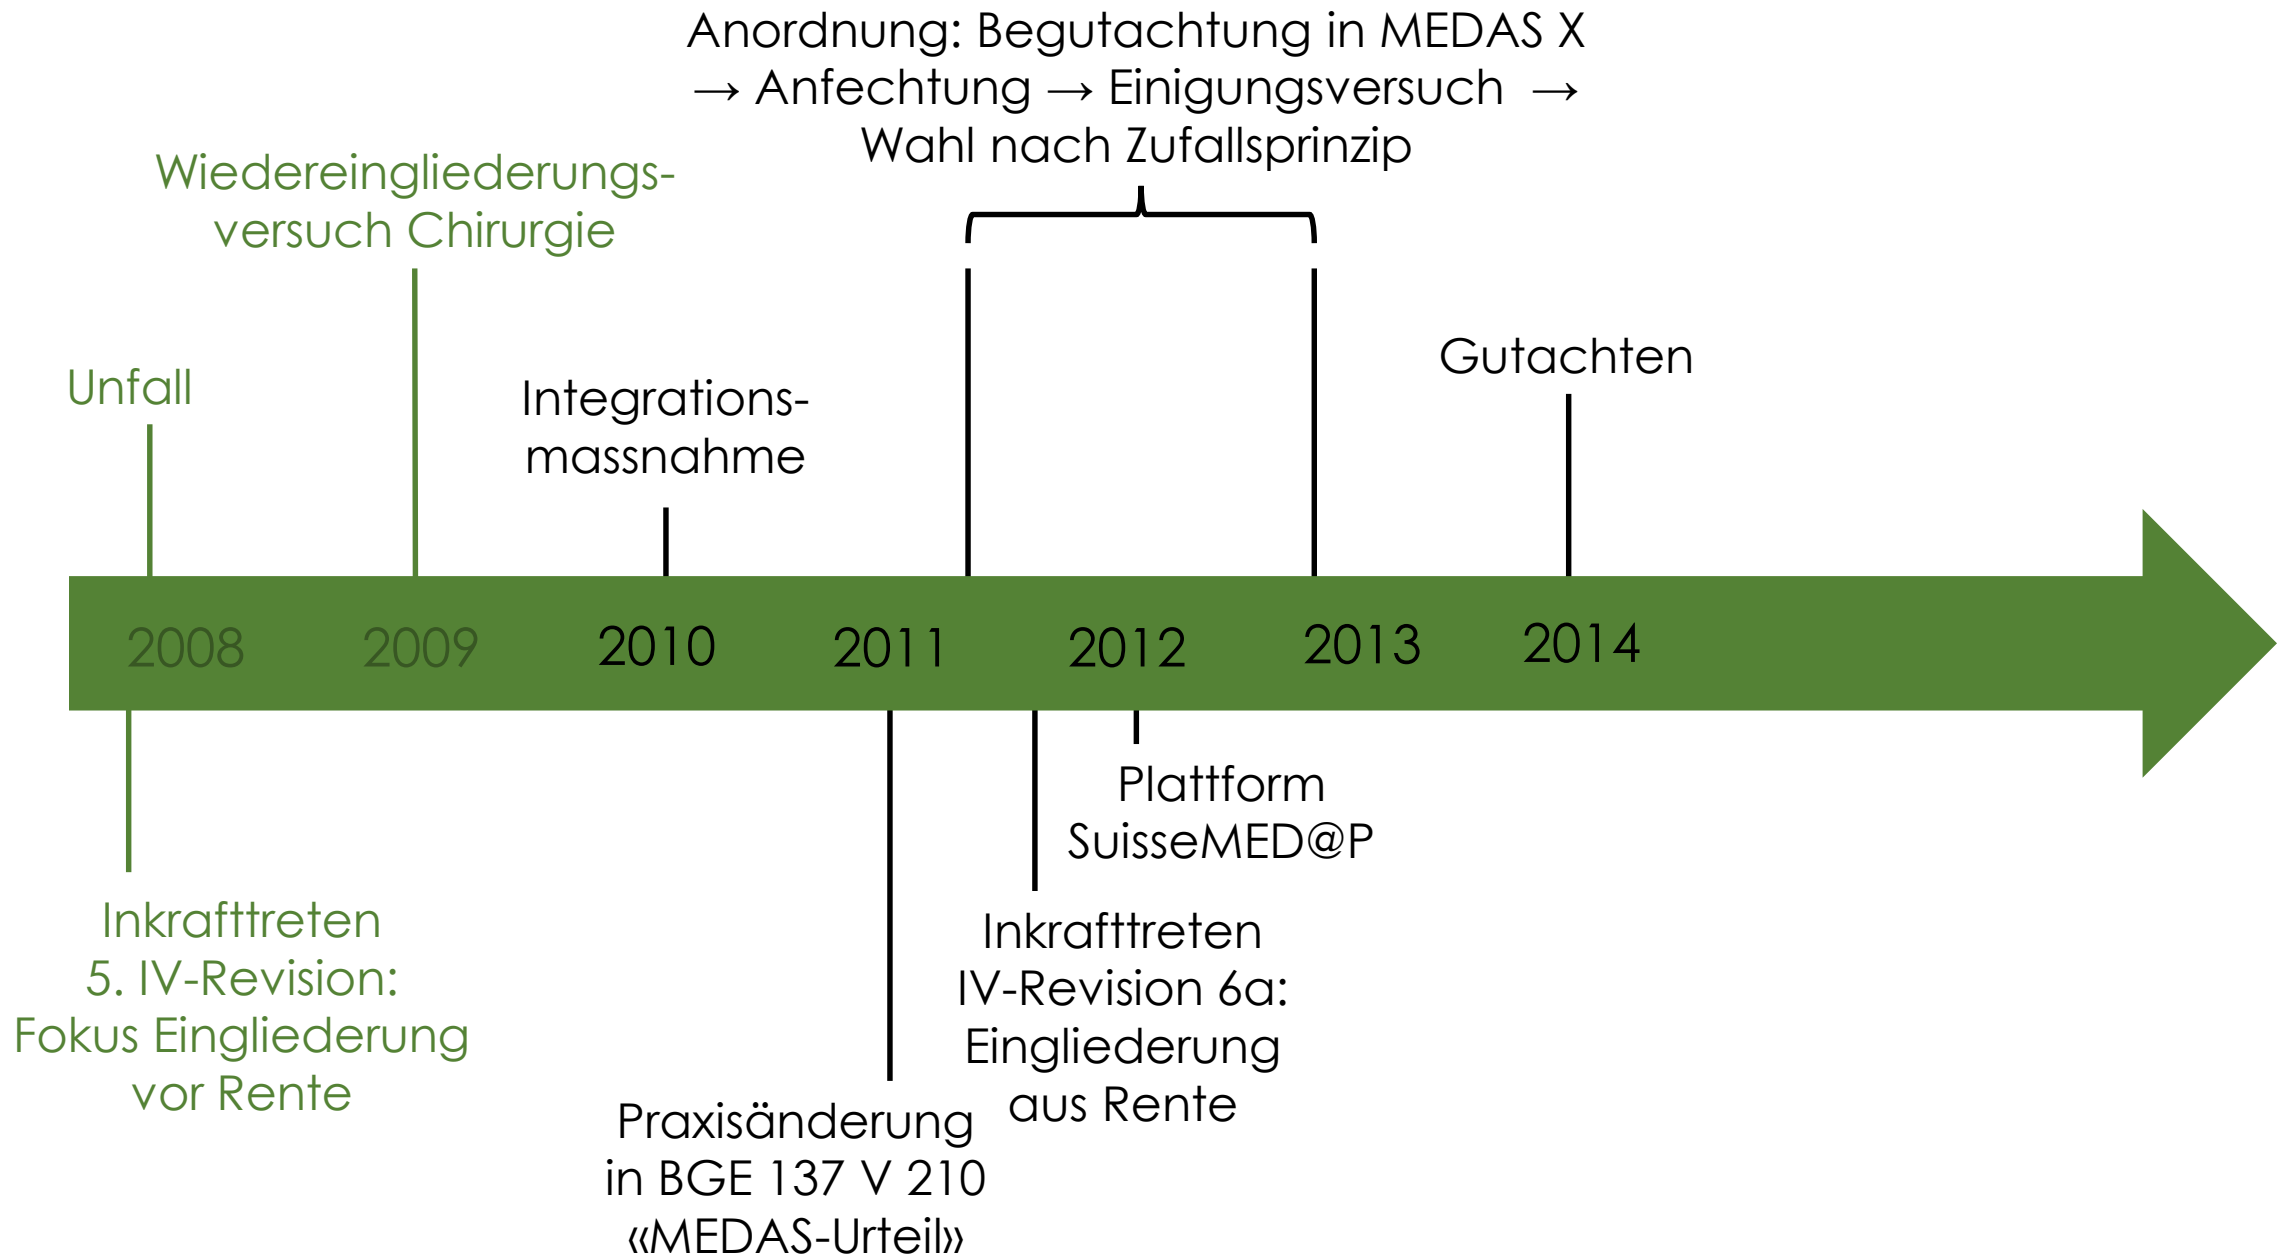 Anordnung: Begutachtung in MEDAS X
→ Anfechtung → Einigungsversuch →
Wahl nach Zufallsprinzip
Wiedereingliederungs-
versuch Chirurgie
Unfall
Integrations-
massnahme
Gutachten
2008 2009 2010 2011 2012 2013 2014
Plattform
SuisseMED@P
Inkrafttreten
5. IV-Revision:
Fokus Eingliederung
vor Rente
Inkrafttreten
IV-Revision 6a:
Eingliederung
aus Rente
Praxisänderung
in BGE 137 V 210
«MEDAS-Urteil»